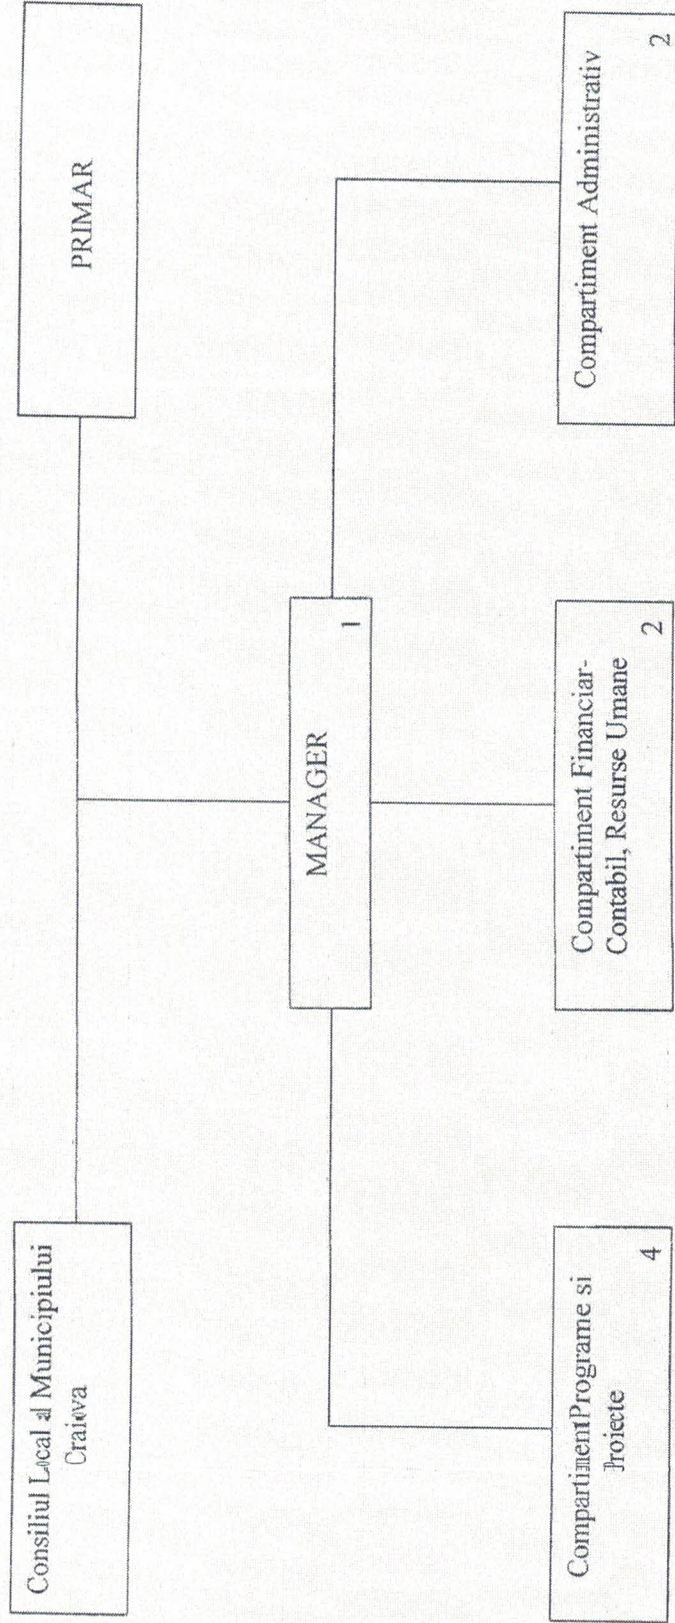 Consiliul Local al Municipiului
Craiova
PRIMAR
MANAGER
1
Compartiment Programe si
Proiecte
4
Compartiment Financiar-
Contabil, Resurse Umane
2
Compartiment Administrativ
2